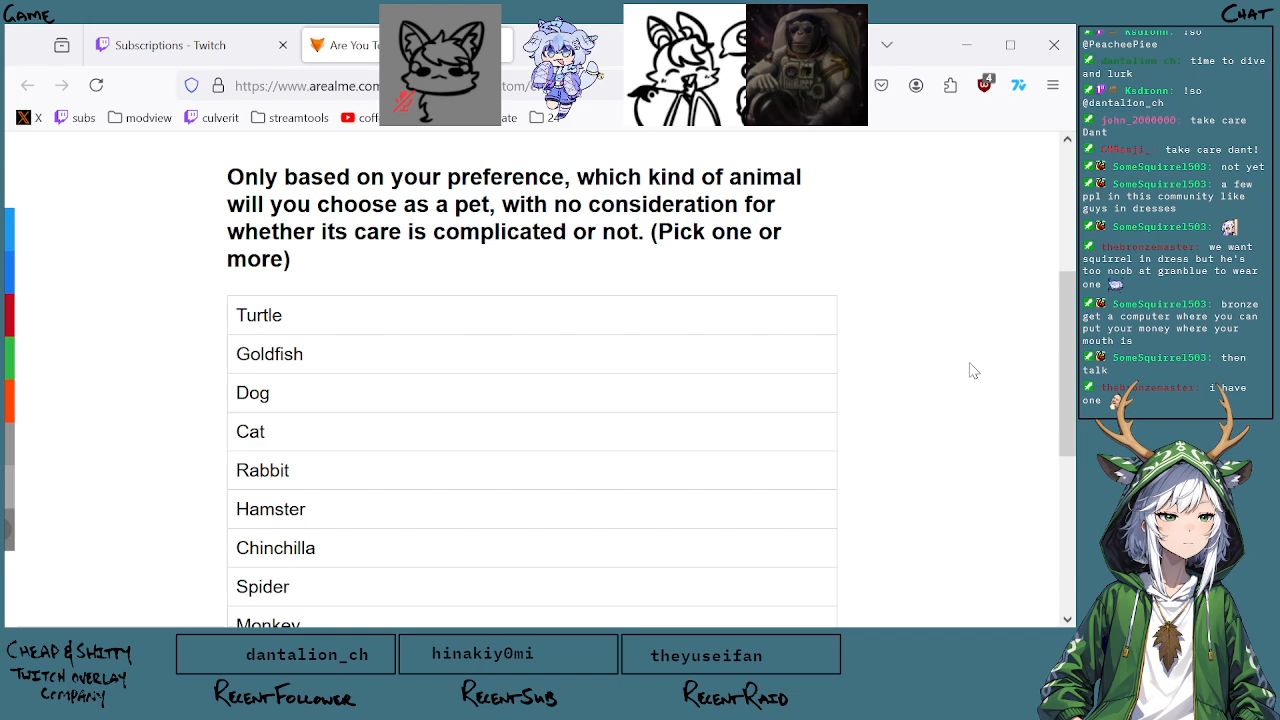 GAME
CHAT
Subscriptions - Twitch
Are You T
https://www.arealme.com
4
X
subs
modview
culverit
streamtools
Only based on your preference, which kind of animal
will you choose as a pet, with no consideration for
whether its care is complicated or not. (Pick one or
more)
Turtle
Goldfish
Dog
Cat
Rabbit
Hamster
Chinchilla
Spider
Monkey
Ksdronn: !so
@PeacheePiee
dantalion_ch: time to dive
and lurk
Ksdronn: !so
@dantalion_ch
john_2000000: take care
Dant
take care dant!
SomeSquirrel503: not yet
SomeSquirrel503: a few
ppl in this community like
guys in dresses
SomeSquirrel503:
thebronzemaster: we want
squirrel in dress but he's
too noob at granblue to wear
one
SomeSquirrel503: bronze
get a computer where you can
put your money where your
mouth is
SomeSquirrel503: then
talk
thebronzemaster: i have
one
CHEAP & SHITTY
TWITCH OVERLAY
COMPANY
dantalion_ch
hinakiy0mi
theyuseifan
RECENT FOLLOWER
RECENT SUB
RECENT RAID